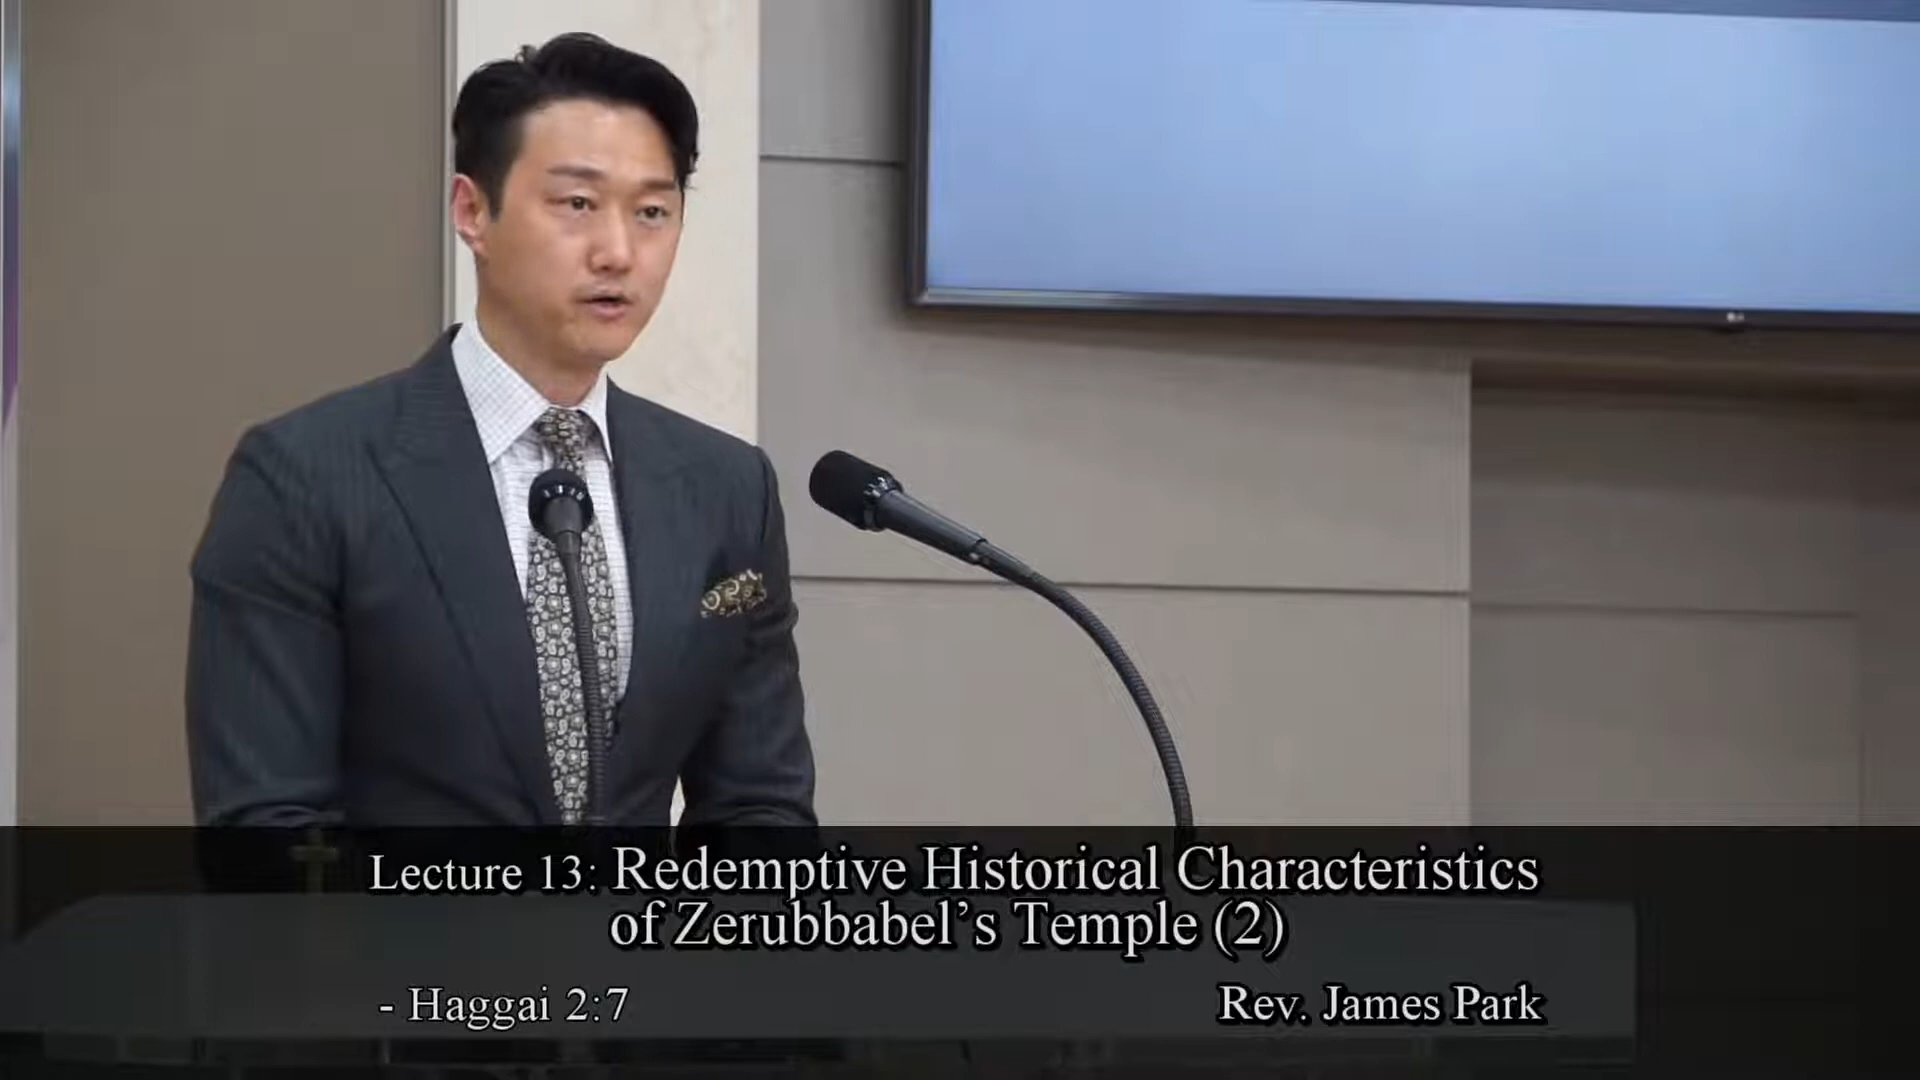 Lecture 13: Redemptive Historical Characteristics
of Zerubbabel's Temple (2)
- Haggai 2:7
Rev. James Park